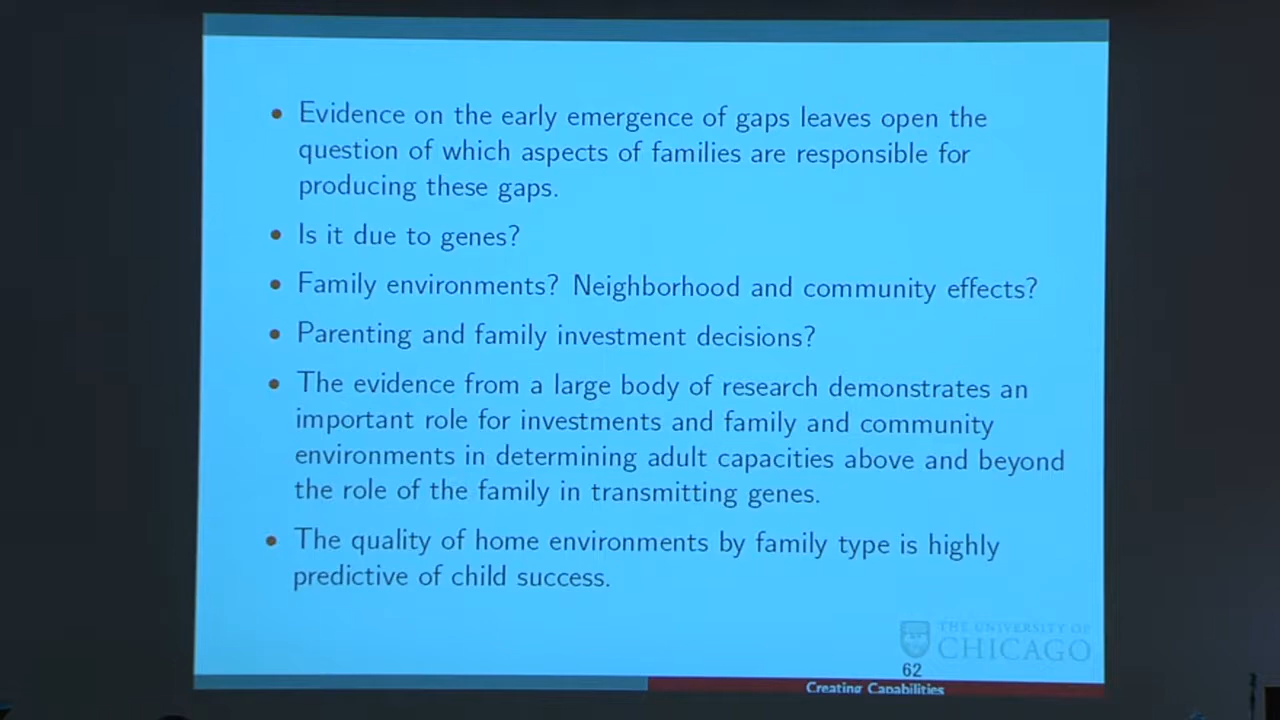 • Evidence on the early emergence of gaps leaves open the
question of which aspects of families are responsible for
producing these gaps.
• Is it due to genes?
• Family environments? Neighborhood and community effects?
• Parenting and family investment decisions?
• The evidence from a large body of research demonstrates an
important role for investments and family and community
environments in determining adult capacities above and beyond
the role of the family in transmitting genes.
• The quality of home environments by family type is highly
predictive of child success.
THE UNIVERSITY OF
CHICAGO
62
Creating Capabilities